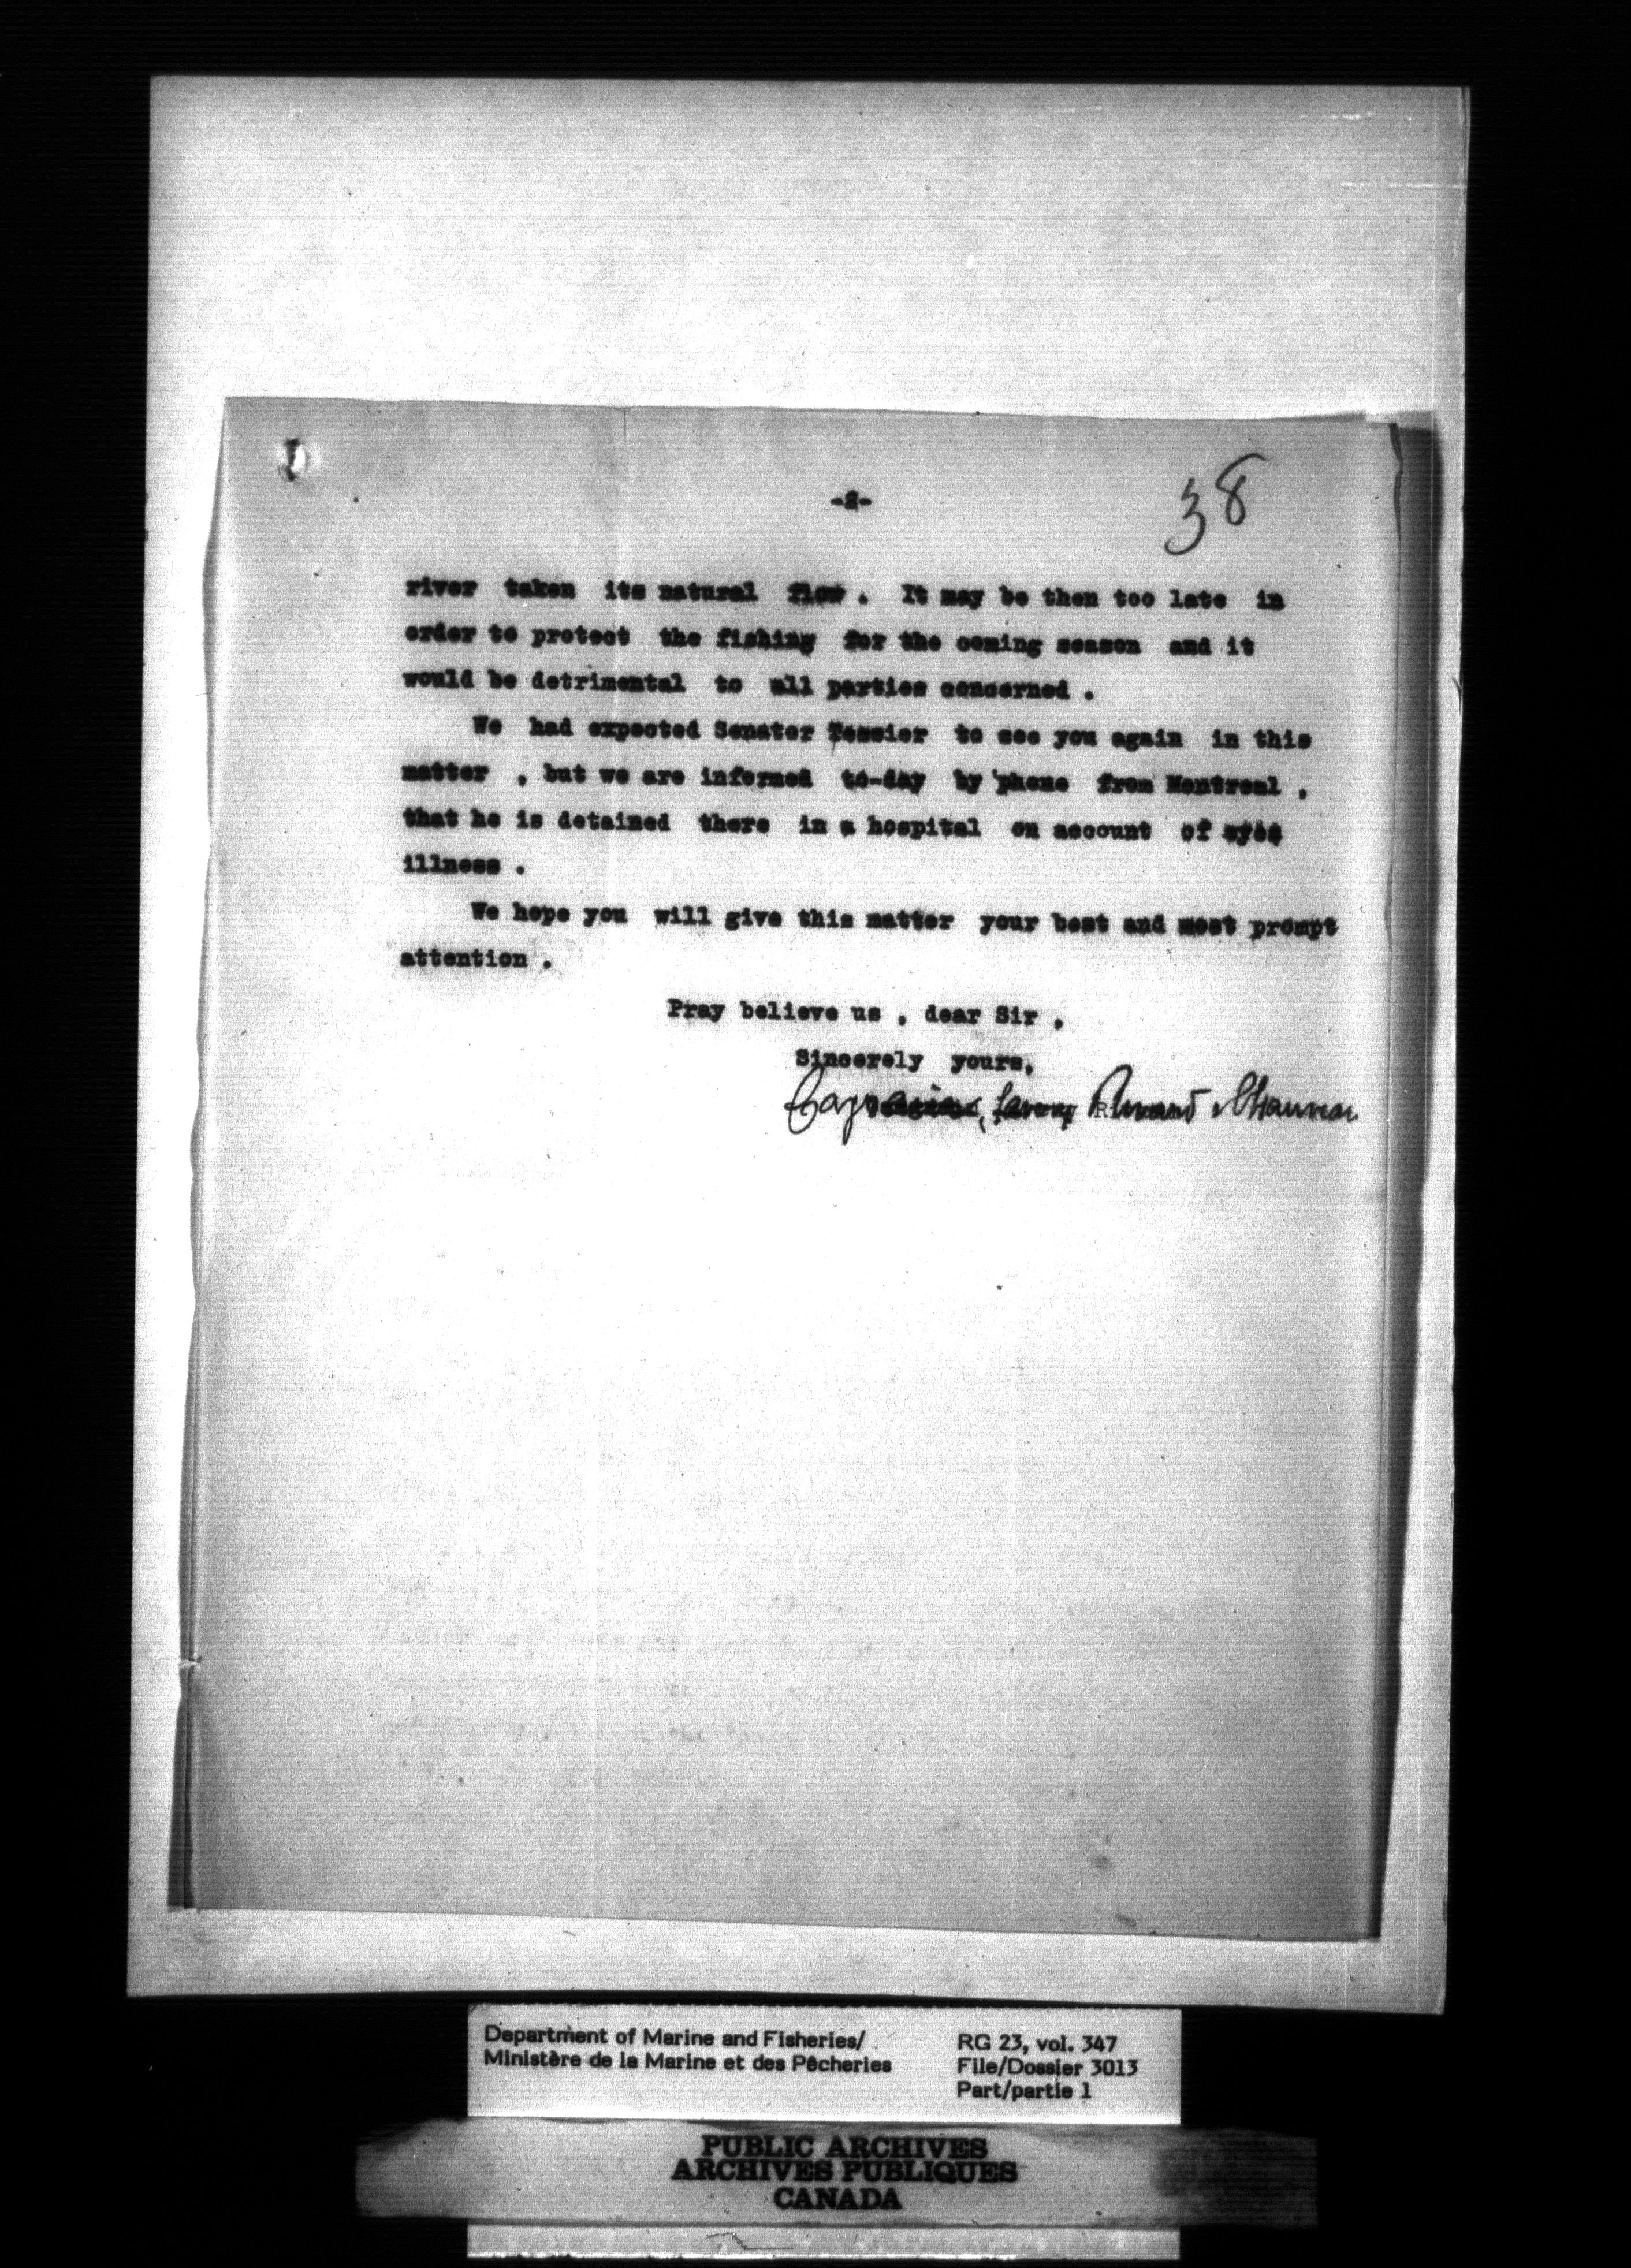 -2-
38
river taken its natural flow . It may be then too late in
order to protect the fishing for the coming season and it
would be detrimental to all parties concerned .
We had expected Senator Tessier to see you again in this
matter , but we are informed to-day by 'phone from Montreal ,
that he is detained there in a hospital on account of eyes
illness .
We hope you will give this matter your best and most prompt
attention .
Pray believe us , dear Sir ,
Sincerely yours,
Chauveau
Department of Marine and Fisheries/
Ministère de la Marine et des Pêcheries
RG 23, vol. 347
File/Dossier 3013
Part/partie 1
PUBLIC ARCHIVES
ARCHIVES PUBLIQUES
CANADA